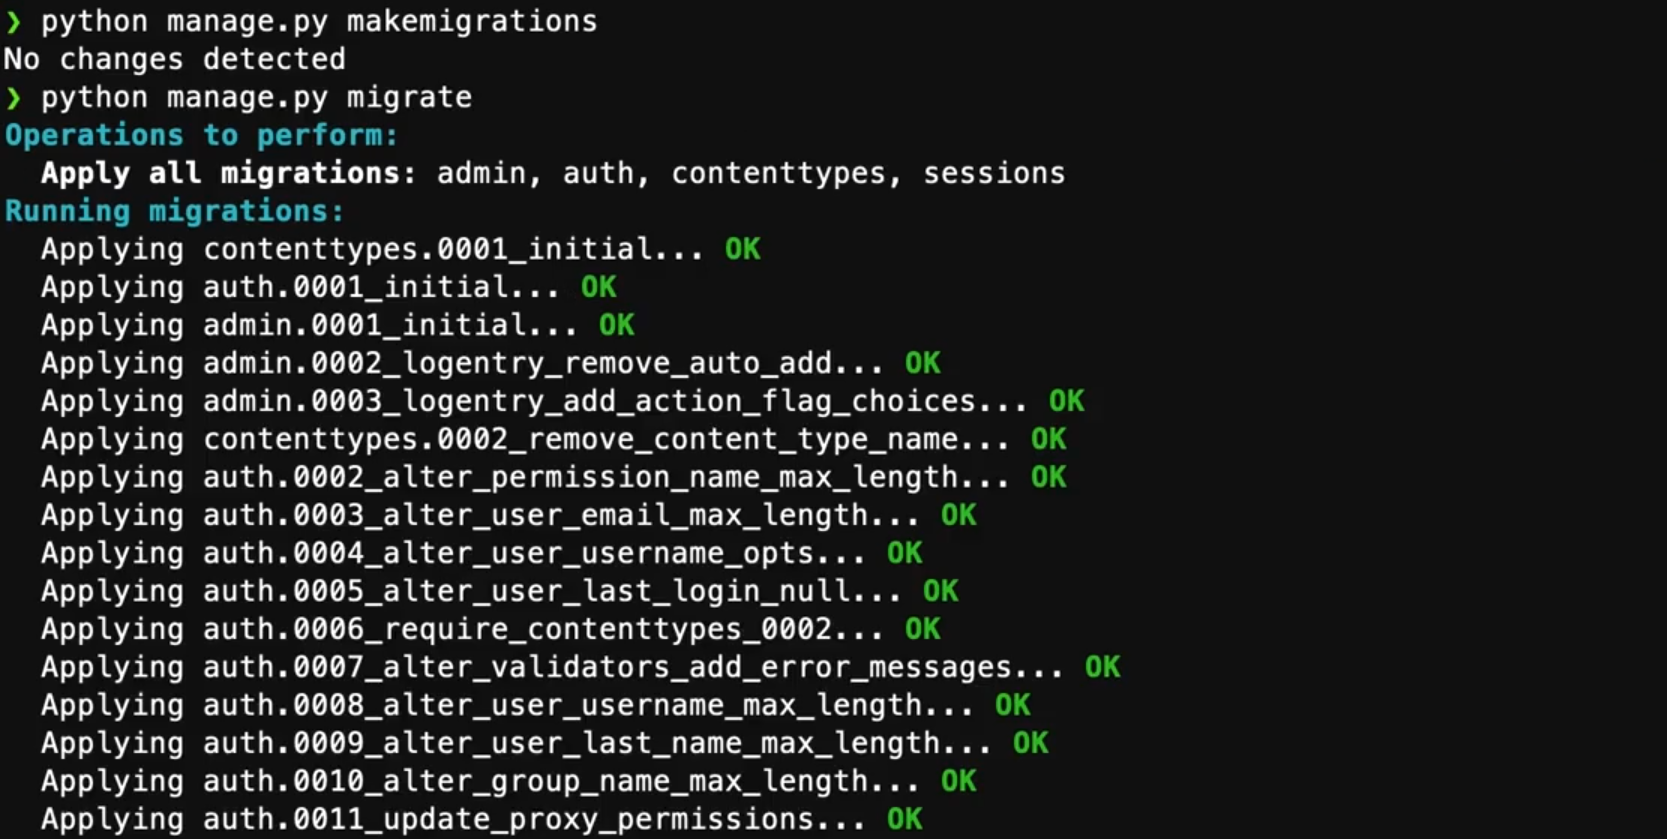 ❯ python manage.py makemigrations
No changes detected
❯ python manage.py migrate
Operations to perform:
  Apply all migrations: admin, auth, contenttypes, sessions
Running migrations:
  Applying contenttypes.0001_initial... OK
  Applying auth.0001_initial... OK
  Applying admin.0001_initial... OK
  Applying admin.0002_logentry_remove_auto_add... OK
  Applying admin.0003_logentry_add_action_flag_choices... OK
  Applying contenttypes.0002_remove_content_type_name... OK
  Applying auth.0002_alter_permission_name_max_length... OK
  Applying auth.0003_alter_user_email_max_length... OK
  Applying auth.0004_alter_user_username_opts... OK
  Applying auth.0005_alter_user_last_login_null... OK
  Applying auth.0006_require_contenttypes_0002... OK
  Applying auth.0007_alter_validators_add_error_messages... OK
  Applying auth.0008_alter_user_username_max_length... OK
  Applying auth.0009_alter_user_last_name_max_length... OK
  Applying auth.0010_alter_group_name_max_length... OK
  Applying auth.0011_update_proxy_permissions... OK